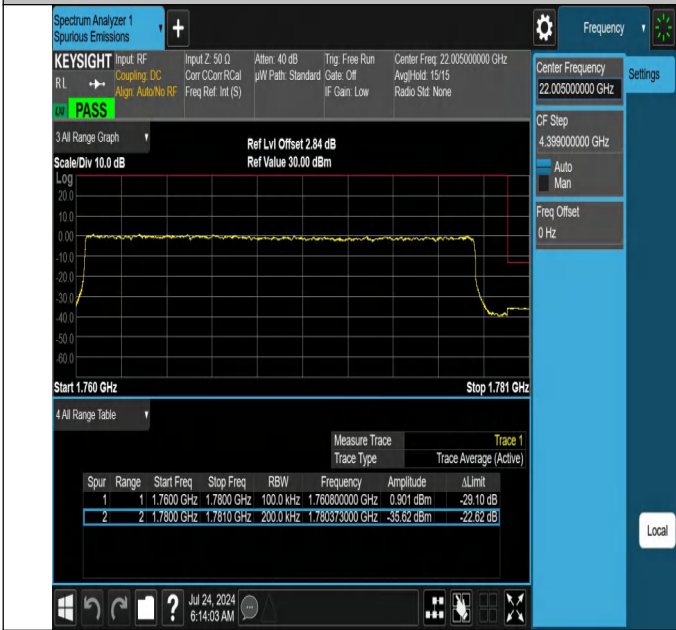 Spectrum Analyzer 1
Spurious Emissions
+
Frequency
KEYSIGHT Input: RF Input Z: 50 Ω Atten: 40 dB Trig: Free Run Center Freq: 22.005000000 GHz
RL Coupling: DC Corr CCorr RCal µW Path: Standard Gate: Off Avg|Hold: 15/15
Align: Auto/No RF Freq Ref: Int (S) IF Gain: Low Radio Std: None
PASS
Center Frequency
22.005000000 GHz
Settings
CF Step
4.399000000 GHz
Auto
Man
Freq Offset
0 Hz
3 All Range Graph
Ref Lvl Offset 2.84 dB
Scale/Div 10.0 dB Ref Value 30.00 dBm
Log
20.0
10.0
0.00
-10.0
-20.0
-30.0
-40.0
-50.0
-60.0
Start 1.760 GHz Stop 1.781 GHz
4 All Range Table
Measure Trace Trace 1
Trace Type Trace Average (Active)
Spur Range Start Freq Stop Freq RBW Frequency Amplitude ΔLimit
1 1 1.7600 GHz 1.7800 GHz 100.0 kHz 1.760800000 GHz 0.901 dBm -29.10 dB
2 2 1.7800 GHz 1.7810 GHz 200.0 kHz 1.780373000 GHz -35.62 dBm -22.62 dB
Local
? Jul 24, 2024
6:14:03 AM